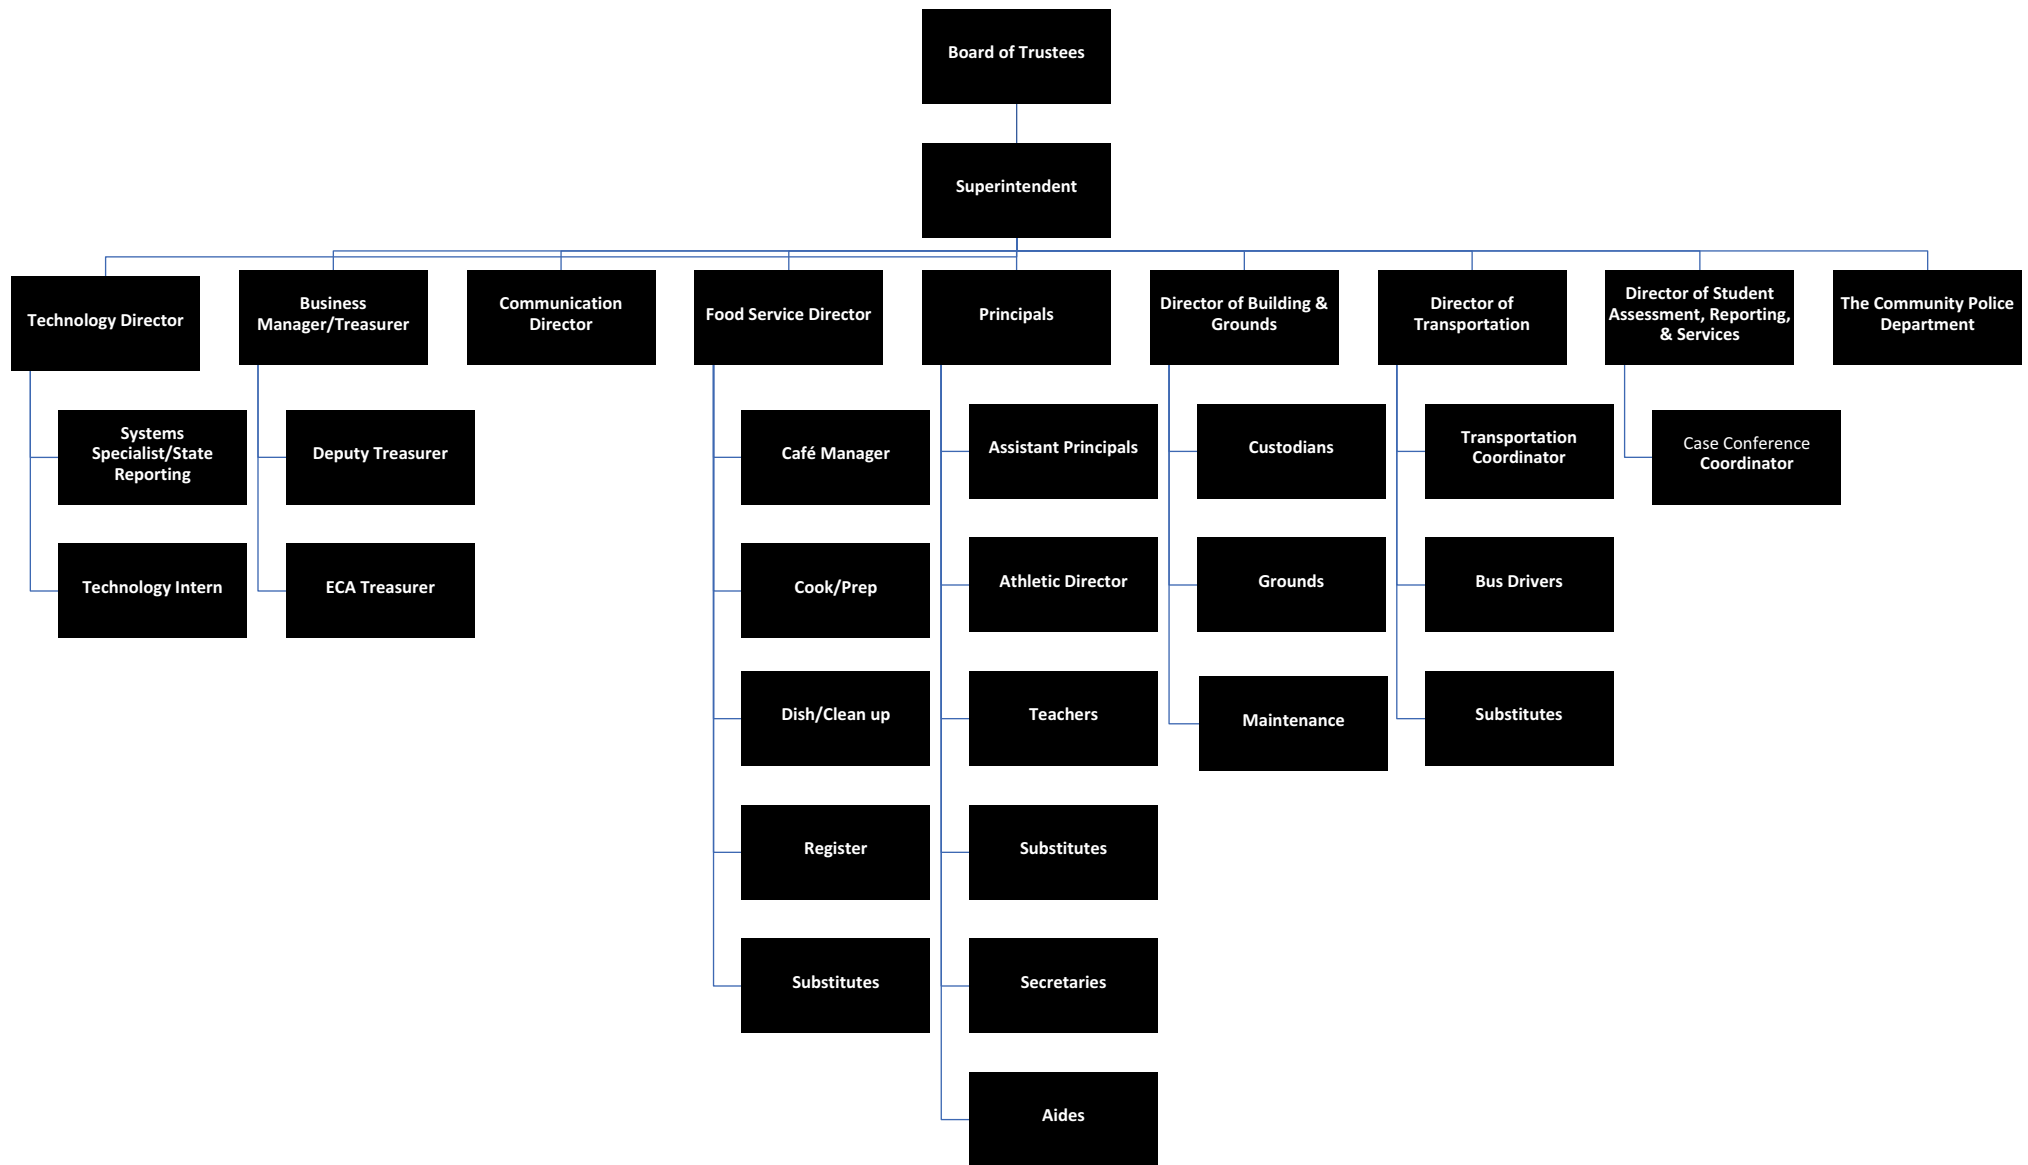 Board of Trustees
Superintendent
Technology Director
Business
Manager/Treasurer
Communication
Director
Food Service Director
Principals
Director of Building &
Grounds
Director of
Transportation
Director of Student
Assessment, Reporting,
& Services
The Community Police
Department
Systems
Specialist/State
Reporting
Technology Intern
Deputy Treasurer
ECA Treasurer
Café Manager
Cook/Prep
Dish/Clean up
Register
Substitutes
Assistant Principals
Athletic Director
Teachers
Substitutes
Secretaries
Aides
Custodians
Grounds
Maintenance
Transportation
Coordinator
Bus Drivers
Substitutes
Case Conference
Coordinator